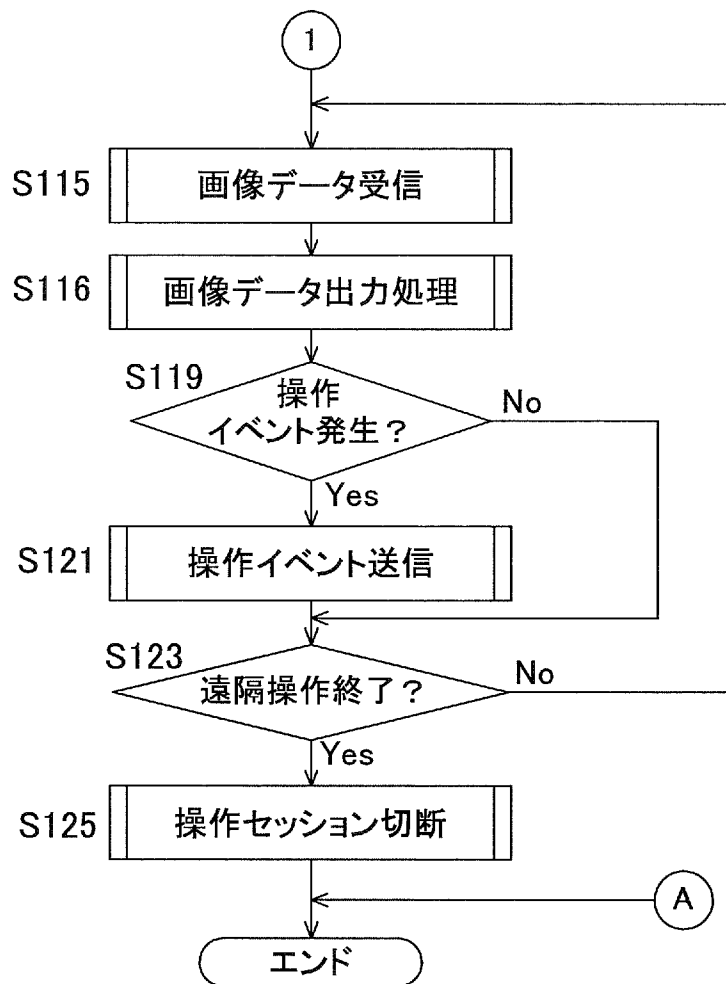 1
S115
画像データ受信
S116
画像データ出力処理
S119
操作
イベント発生？
No
Yes
S121
操作イベント送信
S123
遠隔操作終了？
No
Yes
S125
操作セッション切断
A
エンド